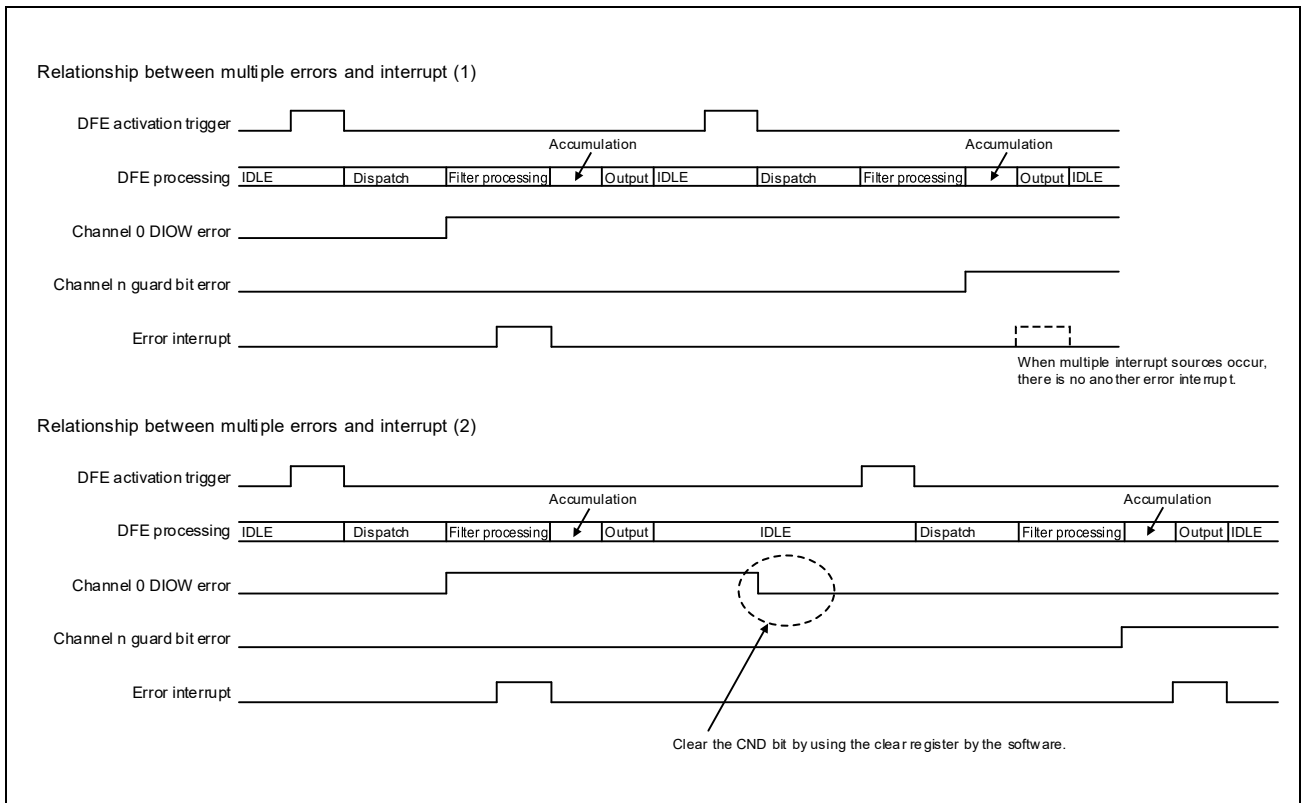 Relationship between multiple errors and interrupt (1)
DFE activation trigger
Accumulation Accumulation
DFE processing IDLE Dispatch Filter processing Output IDLE Dispatch Filter processing Output IDLE
Channel 0 DIOW error
Channel n guard bit error
Error interrupt
When multiple interrupt sources occur,
there is no another error interrupt.
Relationship between multiple errors and interrupt (2)
DFE activation trigger
Accumulation Accumulation
DFE processing IDLE Dispatch Filter processing Output IDLE Dispatch Filter processing Output IDLE
Channel 0 DIOW error
Channel n guard bit error
Error interrupt
Clear the CND bit by using the clear register by the software.